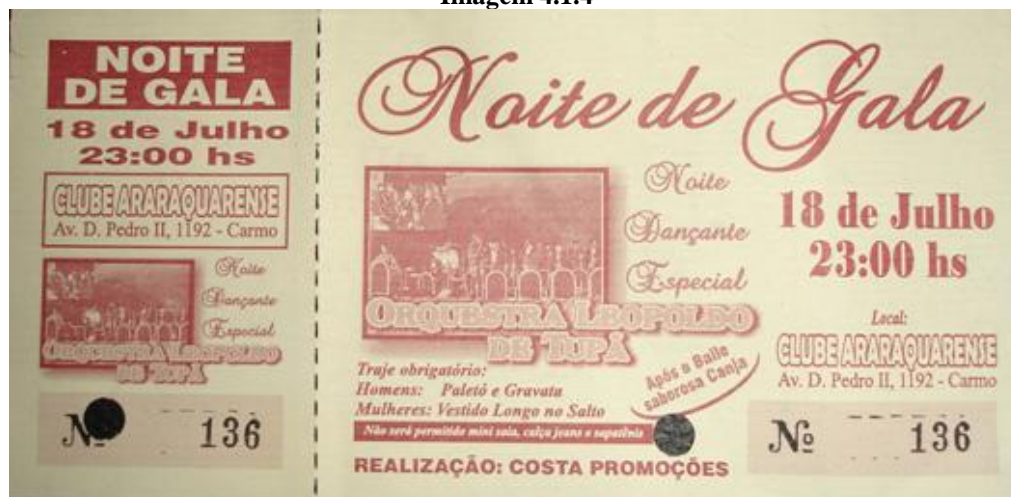 Imagem 4.1.4
NOITE
DE GALA
18 de Julho
23:00 hs
CLUBE ARARAQUARENSE
Av. D. Pedro II, 1192 - Carmo
Noite
Dançante
Especial
ORQUESTRA LEOPOLDO
DE TUPÃ
Nº 136
Noite de Gala
Noite
Dançante
Especial
ORQUESTRA LEOPOLDO
DE TUPÃ
18 de Julho
23:00 hs
Local:
CLUBE ARARAQUARENSE
Av. D. Pedro II, 1192 - Carmo
Traje obrigatório:
Homens: Paletó e Gravata
Mulheres: Vestido Longo no Salto
Não será permitido mini saia, calça jeans e sapatênis
Após o Baile
saborosa Canja
REALIZAÇÃO: COSTA PROMOÇÕES
Nº 136